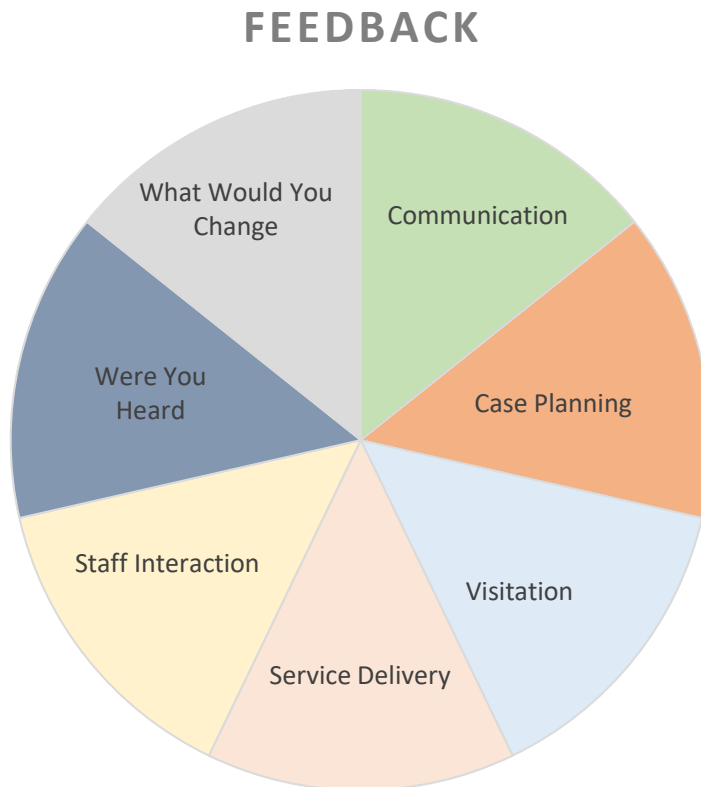 FEEDBACK
What Would You
Change
Communication
Were You
Heard
Case Planning
Staff Interaction
Visitation
Service Delivery